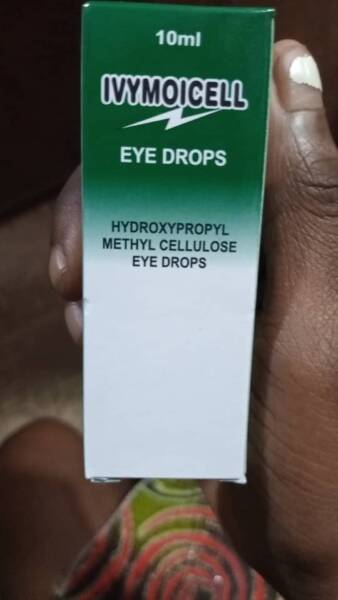 10ml
IVYMOICELL
EYE DROPS
HYDROXYPROPYL
METHYL CELLULOSE
EYE DROPS